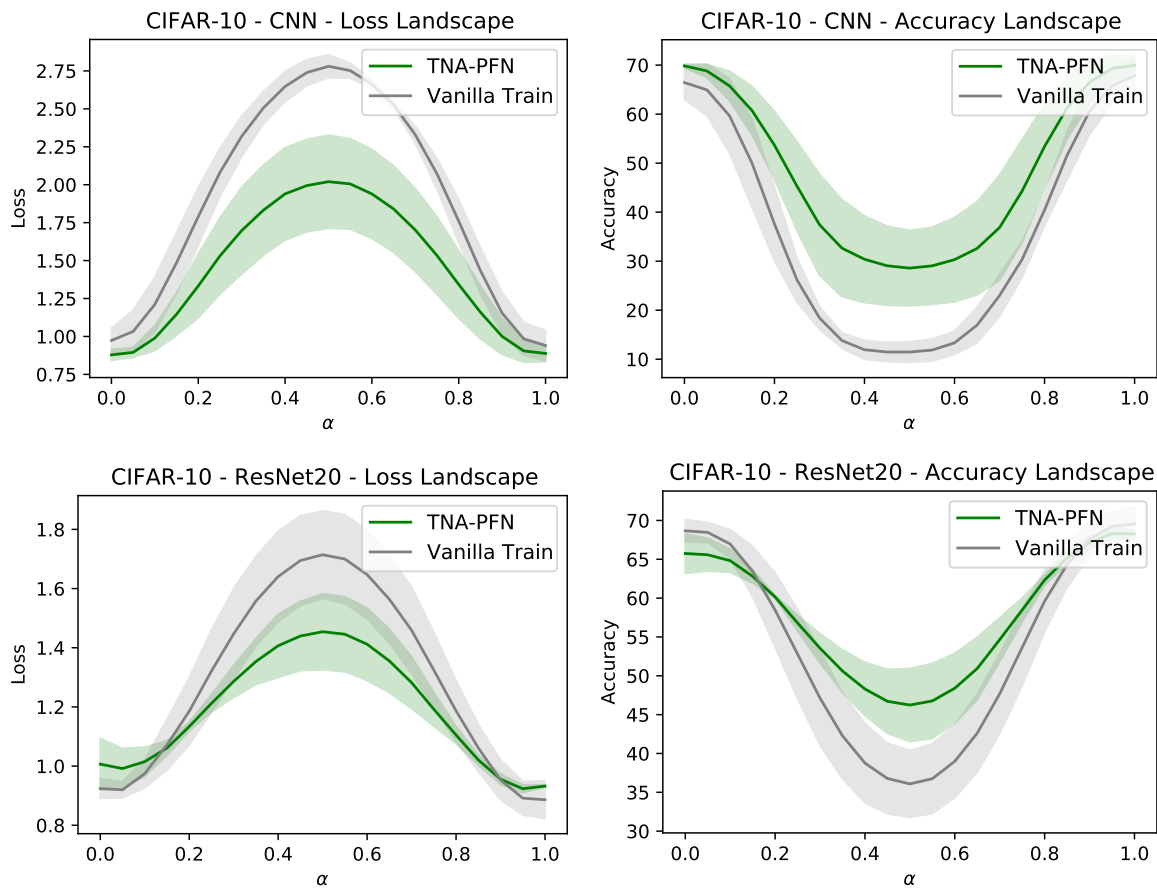 CIFAR-10 - CNN - Loss Landscape
TNA-PFN
Vanilla Train
Loss
2.75
2.50
2.25
2.00
1.75
1.50
1.25
1.00
0.75
0.0 0.2 0.4 0.6 0.8 1.0
α
CIFAR-10 - CNN - Accuracy Landscape
TNA-PFN
Vanilla Train
Accuracy
70
60
50
40
30
20
10
0.0 0.2 0.4 0.6 0.8 1.0
α
CIFAR-10 - ResNet20 - Loss Landscape
TNA-PFN
Vanilla Train
Loss
1.8
1.6
1.4
1.2
1.0
0.8
0.0 0.2 0.4 0.6 0.8 1.0
α
CIFAR-10 - ResNet20 - Accuracy Landscape
TNA-PFN
Vanilla Train
Accuracy
70
65
60
55
50
45
40
35
30
0.0 0.2 0.4 0.6 0.8 1.0
α